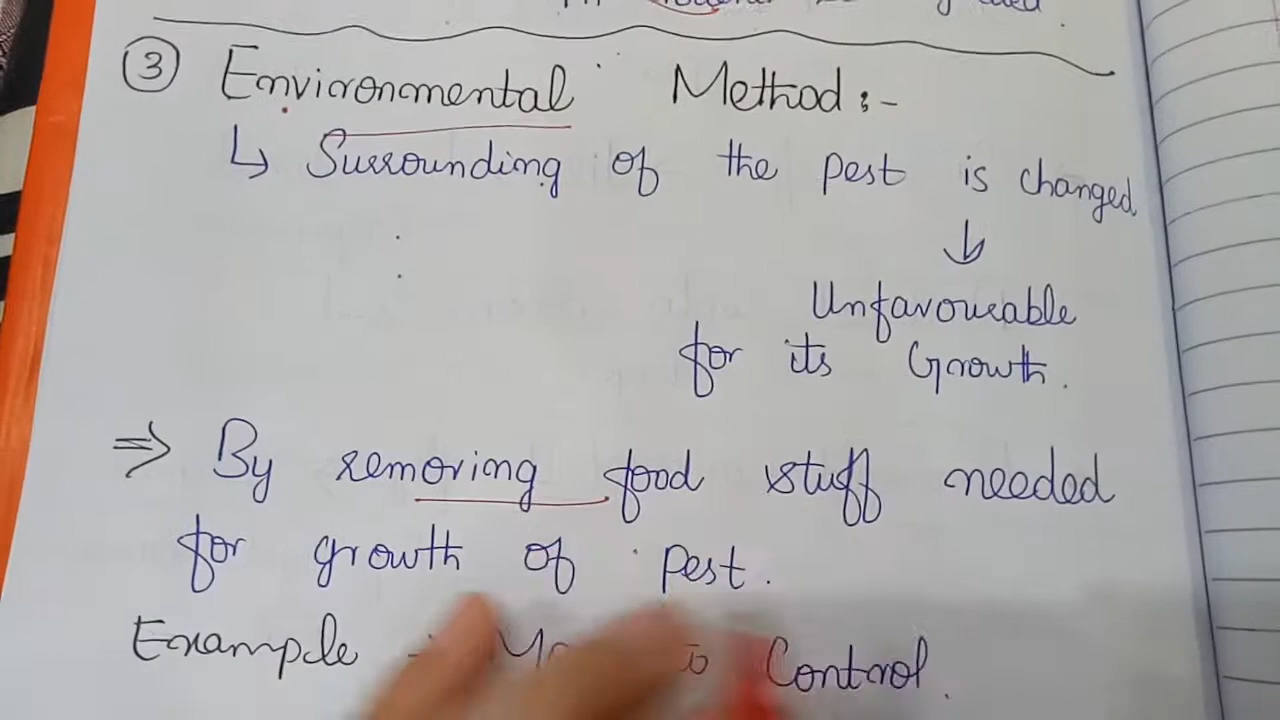 ③ Environmental Method :-
↳ Surrounding of the pest is changed
↓
Unfavourable
for its Growth.
⇒ By removing food stuff needed
for growth of pest.
Example :- Control.